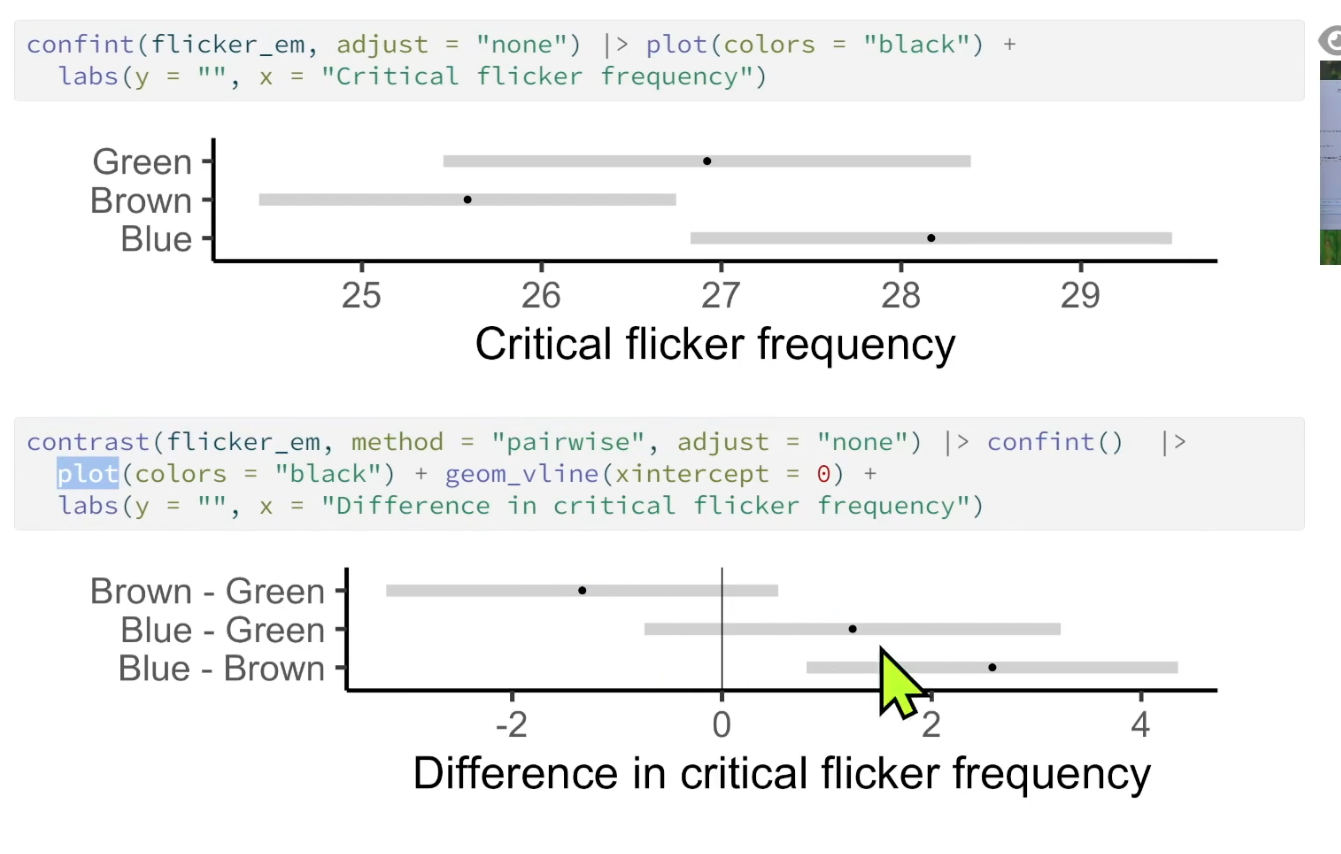 confint(flicker_em, adjust = "none") |> plot(colors = "black") +
labs(y = "", x = "Critical flicker frequency")
Green
Brown
Blue
25 26 27 28 29
Critical flicker frequency
contrast(flicker_em, method = "pairwise", adjust = "none") |> confint() |>
plot(colors = "black") + geom_vline(xintercept = 0) +
labs(y = "", x = "Difference in critical flicker frequency")
Brown - Green
Blue - Green
Blue - Brown
-2 0 2 4
Difference in critical flicker frequency